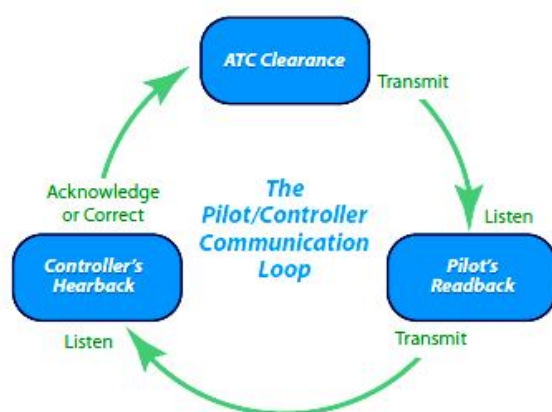 ATC Clearance
Transmit
Listen
Pilot's
Readback
Transmit
Controller's
Hearback
Listen
Acknowledge
or Correct
The
Pilot/Controller
Communication
Loop